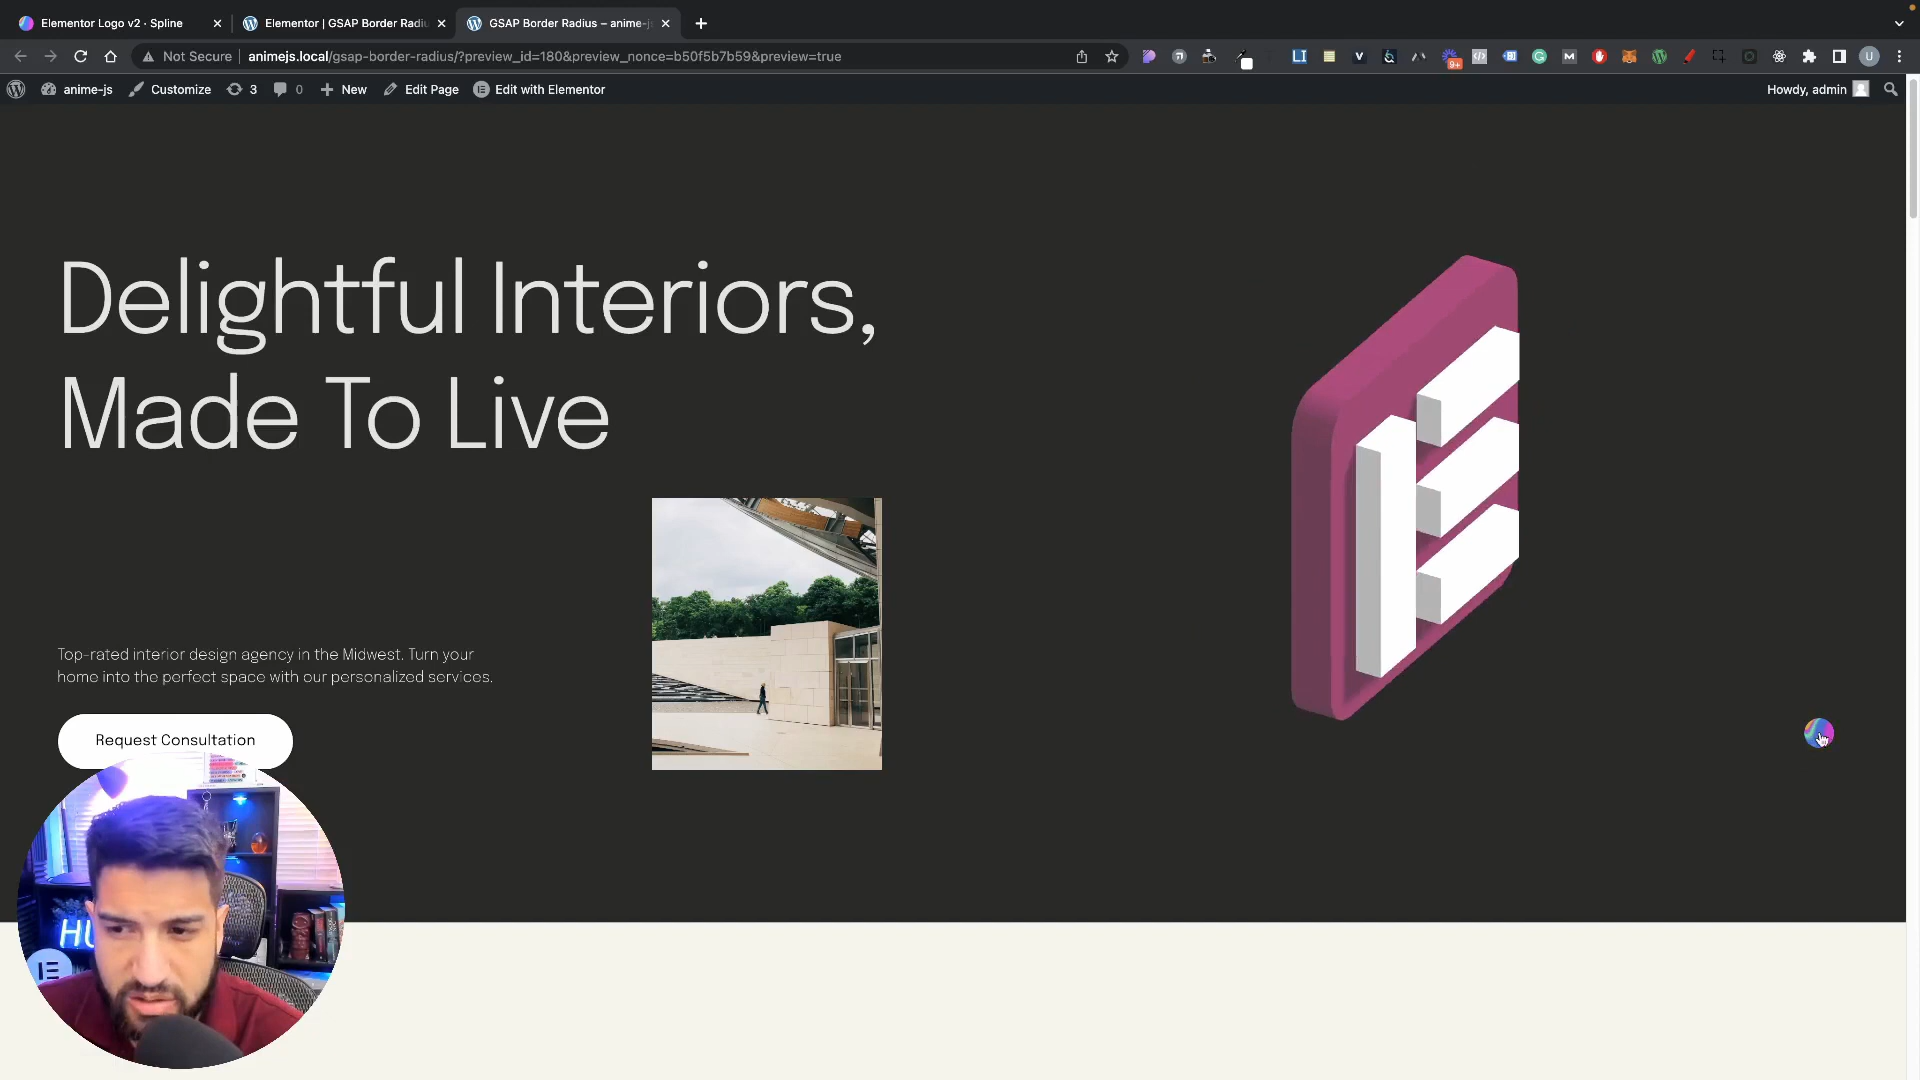 Elementor Logo v2 - Spline
Elementor | GSAP Border Radiu
GSAP Border Radius – anime-js
Not Secure
animejs.local/gsap-border-radius/?preview_id=180&preview_nonce=b50f5b7b59&preview=true
9+
U
anime-js
Customize
3
0
New
Edit Page
Edit with Elementor
Howdy, admin
Delightful Interiors,
Made To Live
Top-rated interior design agency in the Midwest. Turn your
home into the perfect space with our personalized services.
Request Consultation
HU